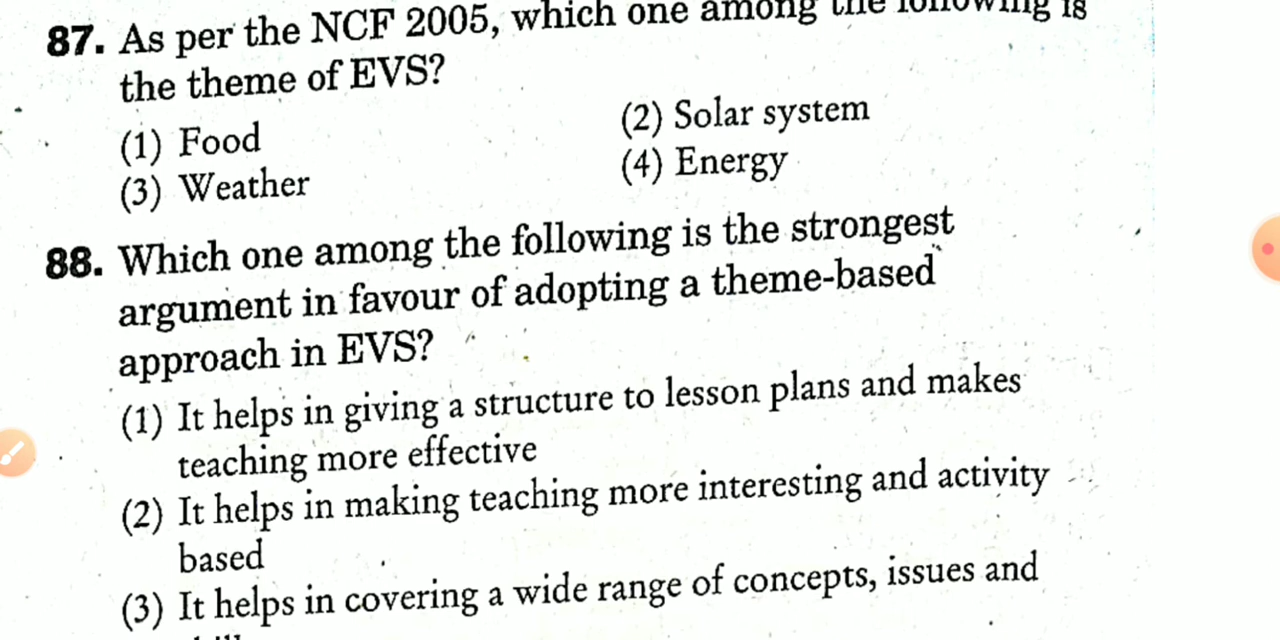 87. As per the NCF 2005, which one among the following is
the theme of EVS?
(1) Food
(2) Solar system
(3) Weather
(4) Energy
88. Which one among the following is the strongest
argument in favour of adopting a theme-based
approach in EVS?
(1) It helps in giving a structure to lesson plans and makes
teaching more effective
(2) It helps in making teaching more interesting and activity
based
(3) It helps in covering a wide range of concepts, issues and